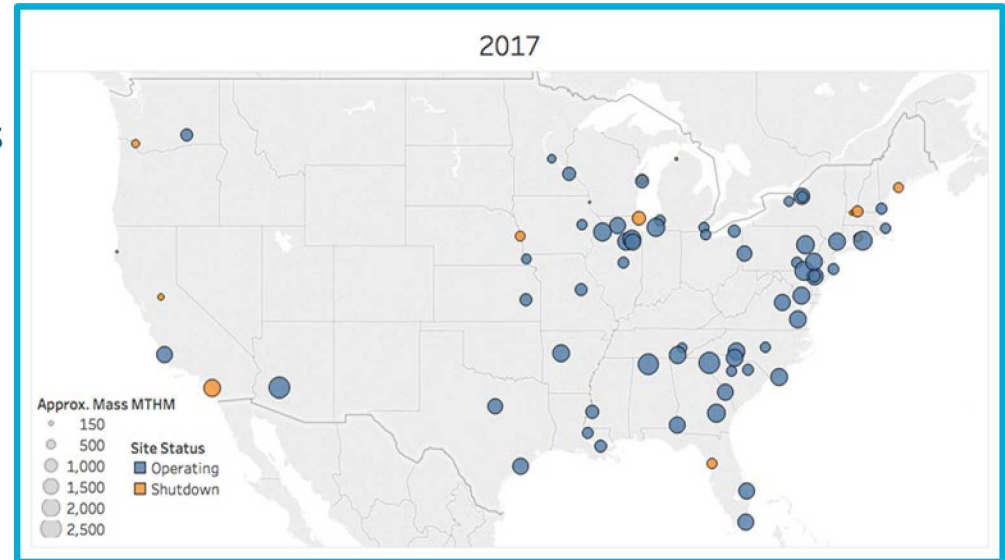 2017
s
Approx. Mass MTHM
150
500
1,000
1,500
2,000
2,500
Site Status
Operating
Shutdown